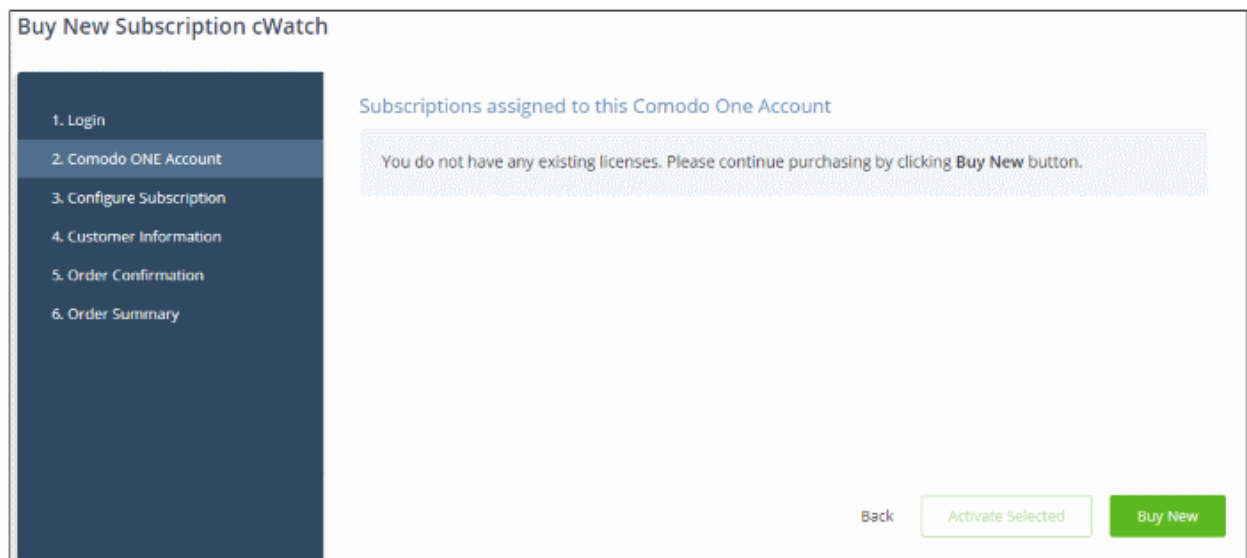 Buy New Subscription cWatch
1. Login
2. Comodo ONE Account
3. Configure Subscription
4. Customer Information
5. Order Confirmation
6. Order Summary
Subscriptions assigned to this Comodo One Account
You do not have any existing licenses. Please continue purchasing by clicking Buy New button.
Back
Activate Selected
Buy New